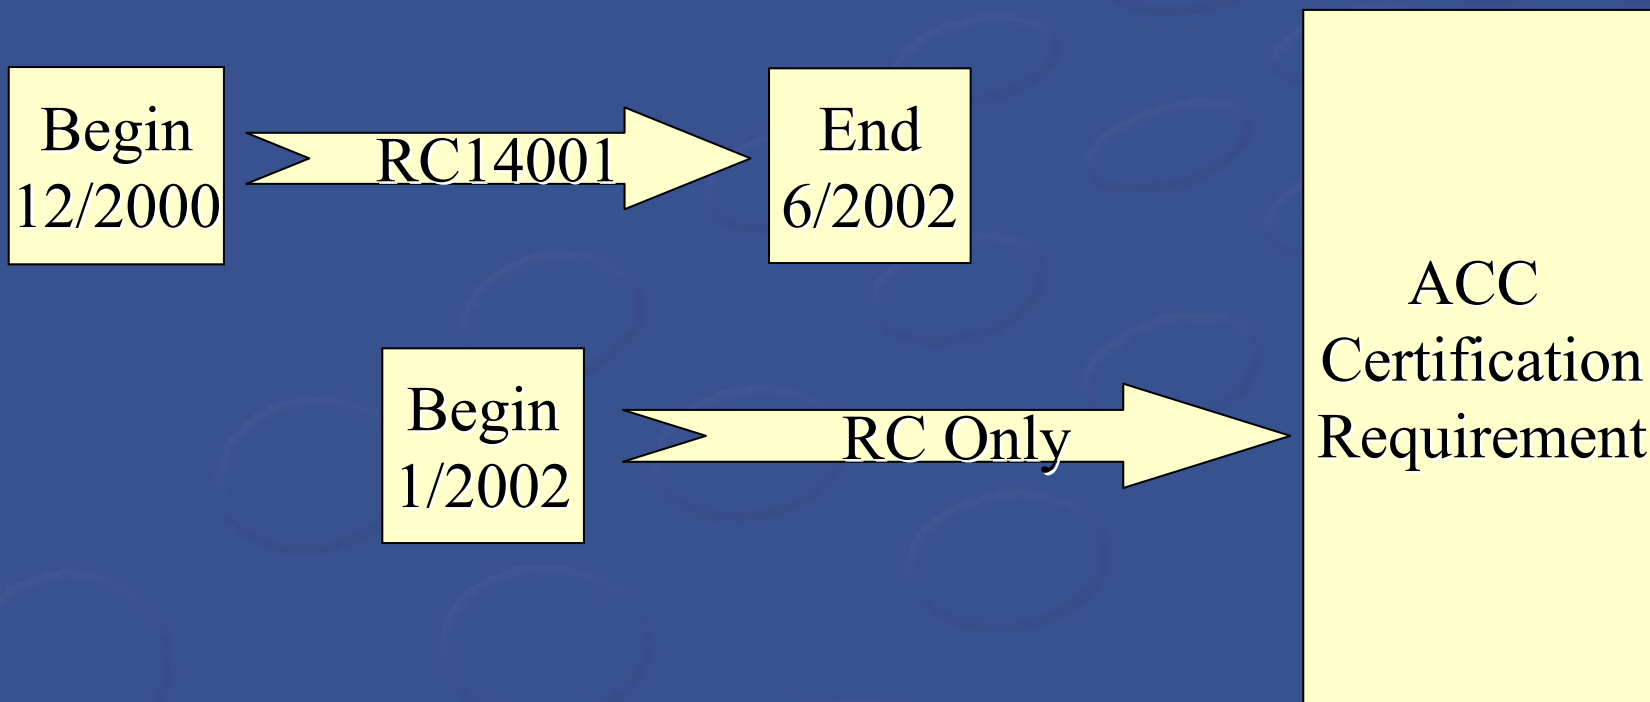 Begin
12/2000
RC14001
End
6/2002
Begin
1/2002
RC Only
ACC
Certification
Requirement